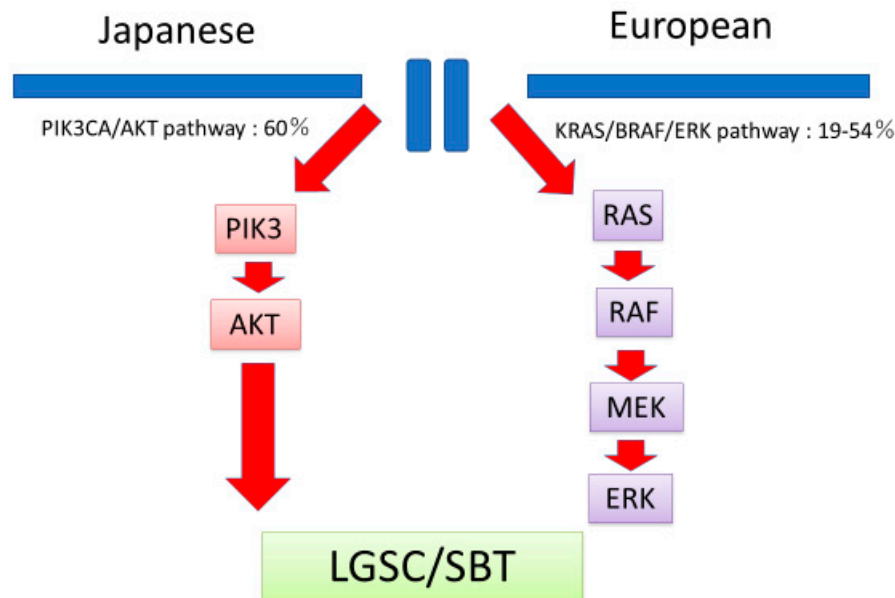 Japanese
European
PIK3CA/AKT pathway : 60%
KRAS/BRAF/ERK pathway : 19-54%
PIK3
AKT
RAS
RAF
MEK
ERK
LGSC/SBT